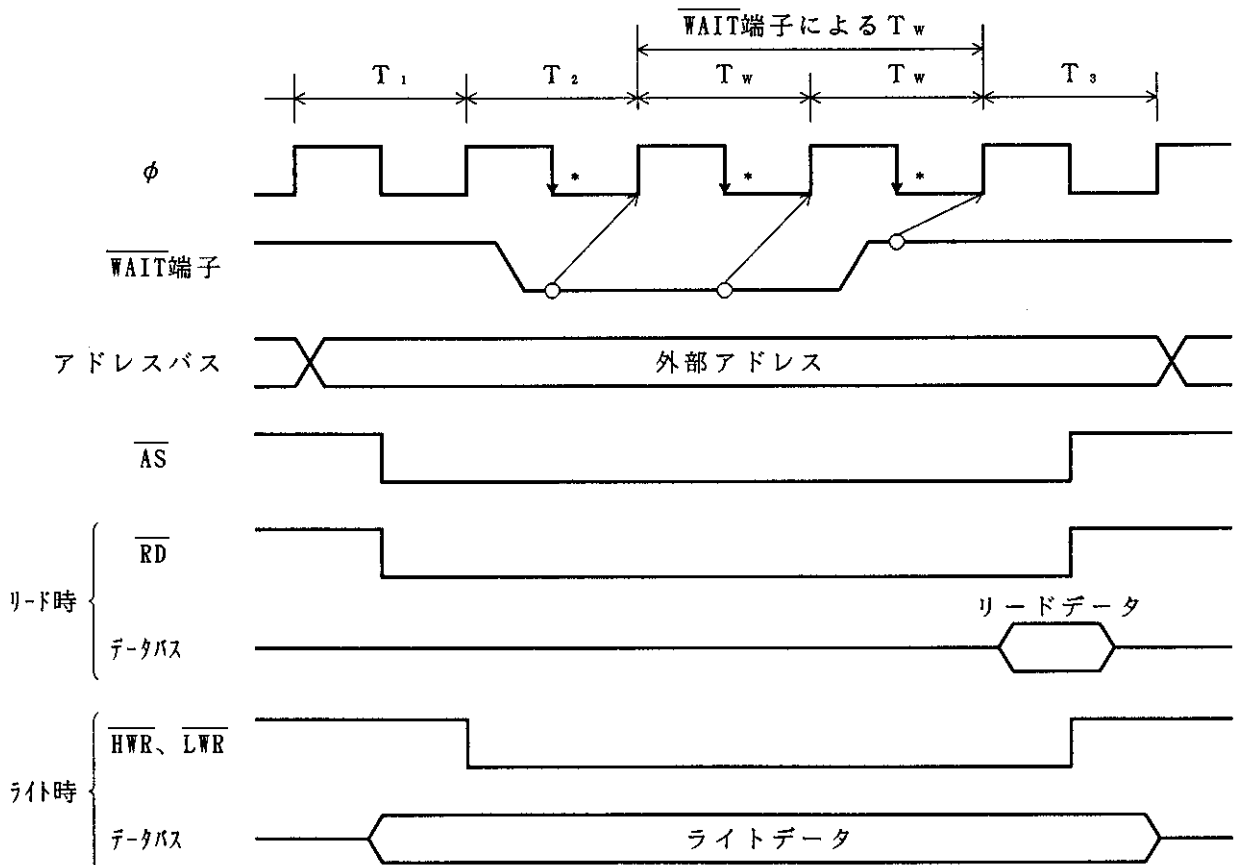 WAIT端子によるTw
T1 T2 Tw Tw T3
φ * * *
WAIT端子
アドレスバス 外部アドレス
AS
リード時
RD
リードデータ
データバス
ライト時
HWR、LWR
データバス ライトデータ